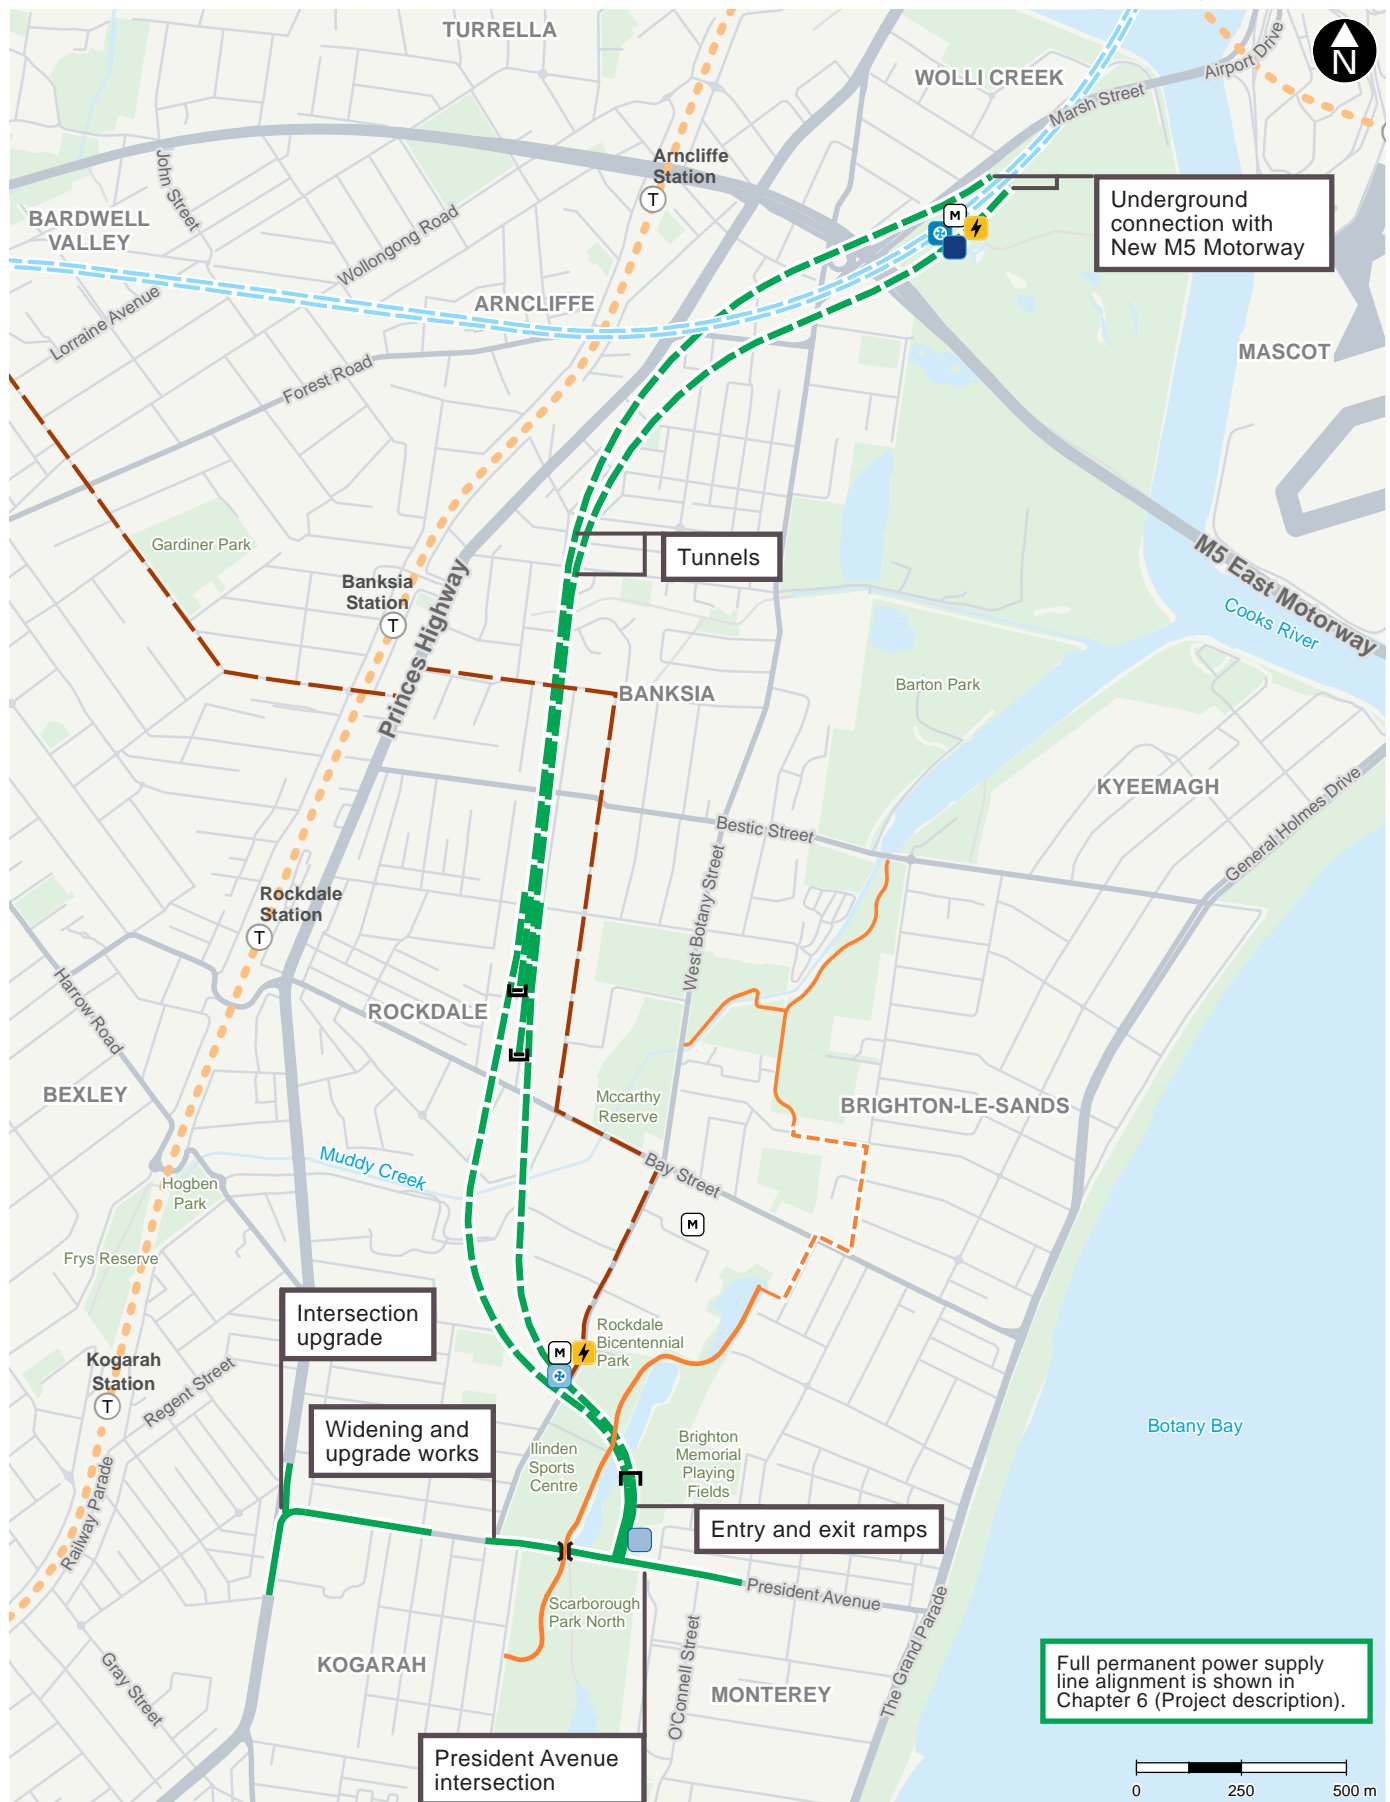 TURRELLA
WOLLI CREEK
Airport Drive
N
Marsh Street
John Street
Arncliffe
Station
T
BARDWELL
VALLEY
Wollongong Road
M
Underground
connection with
New M5 Motorway
ARNCLIFFE
Lorraine Avenue
Forest Road
MASCOT
Gardiner Park
Tunnels
M5 East Motorway
Banksia
Station
T
Princes Highway
Cooks River
BANKSIA
Barton Park
KYEEMAGH
General Holmes Drive
Bestic Street
West Botany Street
Rockdale
Station
T
Harrow Road
ROCKDALE
BEXLEY
Mccarthy
Reserve
BRIGHTON-LE-SANDS
Muddy Creek
Bay Street
Hogben
Park
M
Frys Reserve
Intersection
upgrade
Rockdale
Bicentennial
Park
M
Kogarah
Station
T
Regent Street
Widening and
upgrade works
Ilinden
Sports
Centre
Brighton
Memorial
Playing
Fields
Botany Bay
Railway Parade
Entry and exit ramps
President Avenue
Scarborough
Park North
The Grand Parade
O'Connell Street
KOGARAH
Gray Street
MONTEREY
Full permanent power supply
line alignment is shown in
Chapter 6 (Project description).
President Avenue
intersection
0 250 500 m